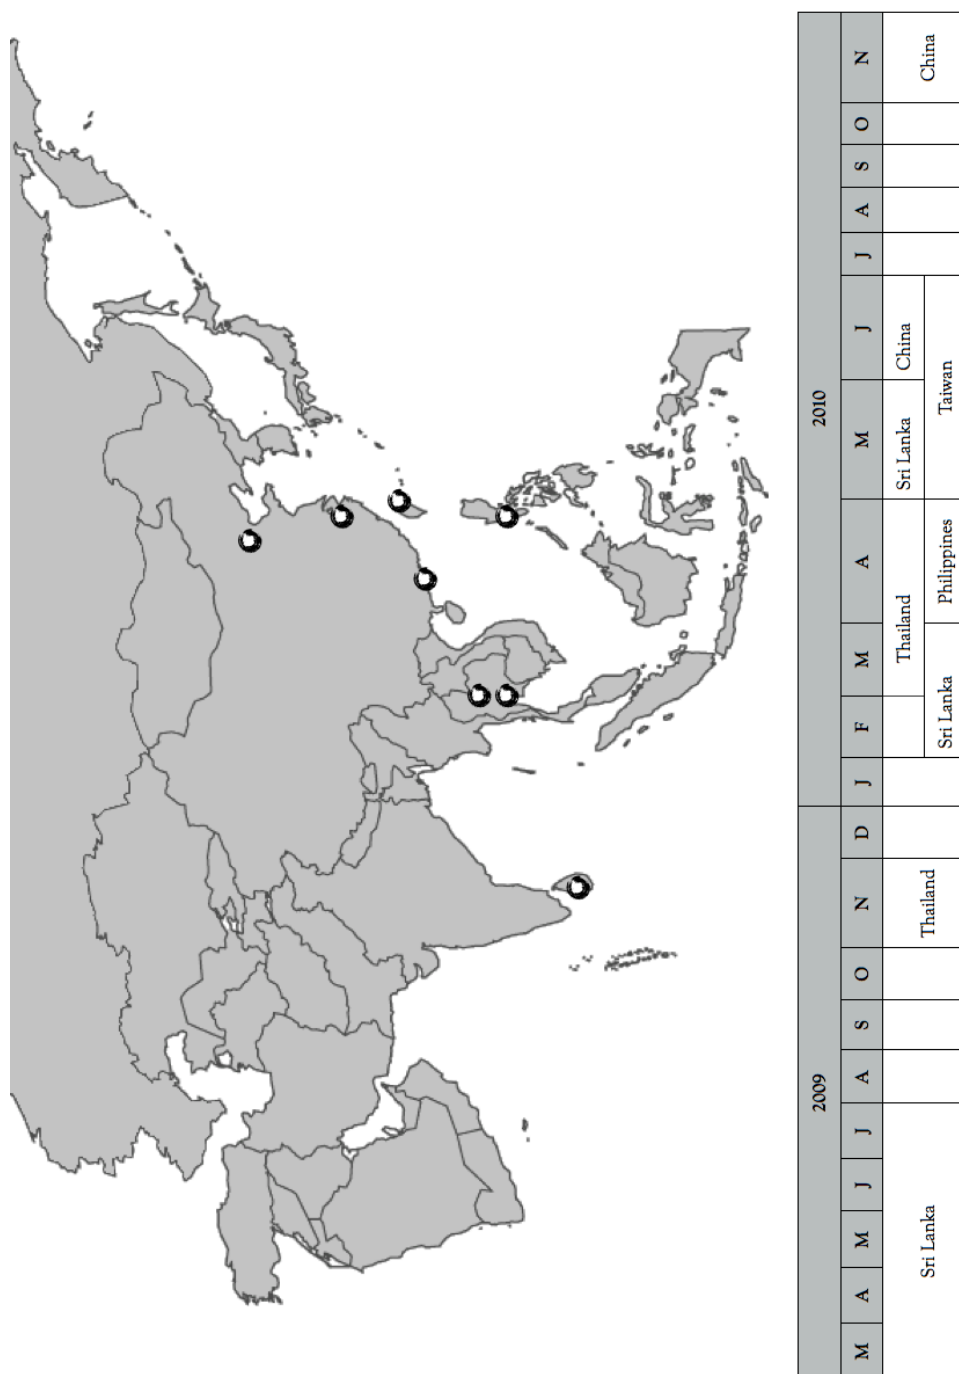 2009 2010
M A M J J A S O N D J F M A M J J A S O N
Sri Lanka Thailand Thailand Sri Lanka China China
Sri Lanka Philippines Taiwan